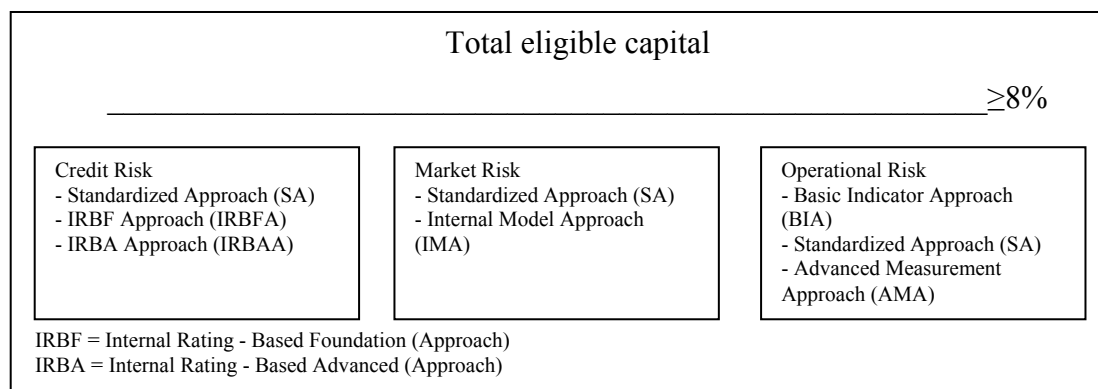 Total eligible capital
≥8%
Credit Risk
- Standardized Approach (SA)
- IRBF Approach (IRBFA)
- IRBA Approach (IRBAA)
Market Risk
- Standardized Approach (SA)
- Internal Model Approach
(IMA)
Operational Risk
- Basic Indicator Approach
(BIA)
- Standardized Approach (SA)
- Advanced Measurement
Approach (AMA)
IRBF = Internal Rating - Based Foundation (Approach)
IRBA = Internal Rating - Based Advanced (Approach)